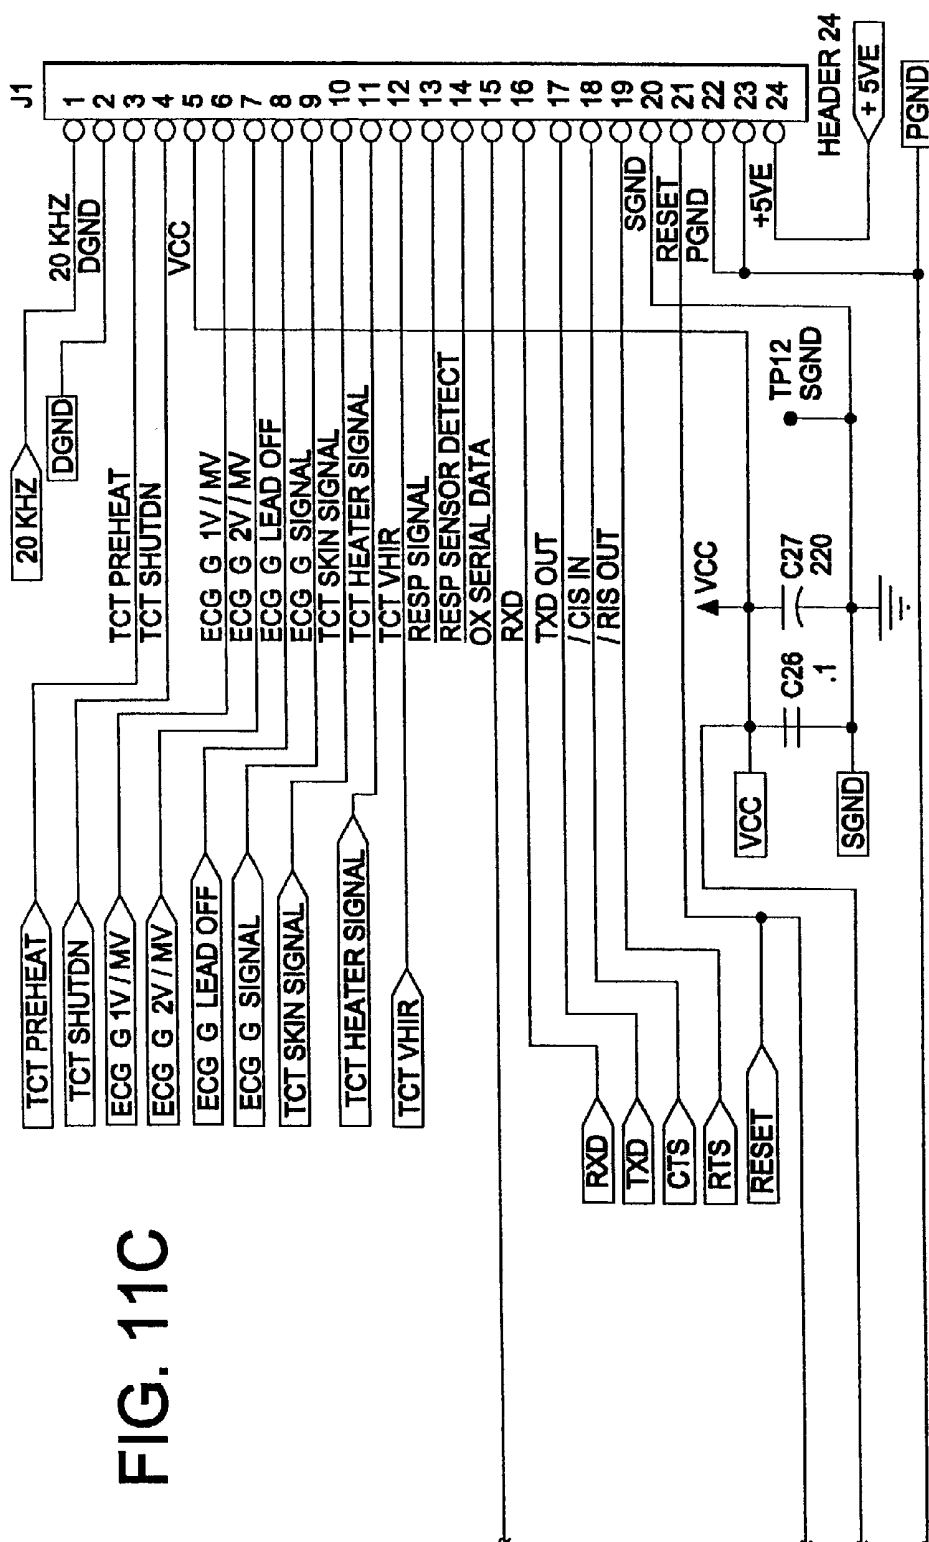 FIG. 11C
J1
1
2
3
4
5
6
7
8
9
10
11
12
13
14
15
16
17
18
19
20
21
22
23
24
HEADER 24
20 KHZ
DGND
TCT PREHEAT
TCT SHUTDN
VCC
ECG G 1V / MV
ECG G 2V / MV
ECG G LEAD OFF
ECG G SIGNAL
TCT SKIN SIGNAL
TCT HEATER SIGNAL
TCT VHIR
RESP SIGNAL
RESP SENSOR DETECT
OX SERIAL DATA
RXD
TXD OUT
/ CIS IN
/ RIS OUT
SGND
RESET
PGND
+5VE
20 KHZ
DGND
TCT PREHEAT
TCT SHUTDN
ECG G 1V / MV
ECG G 2V / MV
ECG G LEAD OFF
ECG G SIGNAL
TCT SKIN SIGNAL
TCT HEATER SIGNAL
TCT VHIR
RXD
TXD
CTS
RTS
RESET
VCC
SGND
VCC
C26
.1
C27
220
TP12
SGND
+ 5VE
PGND